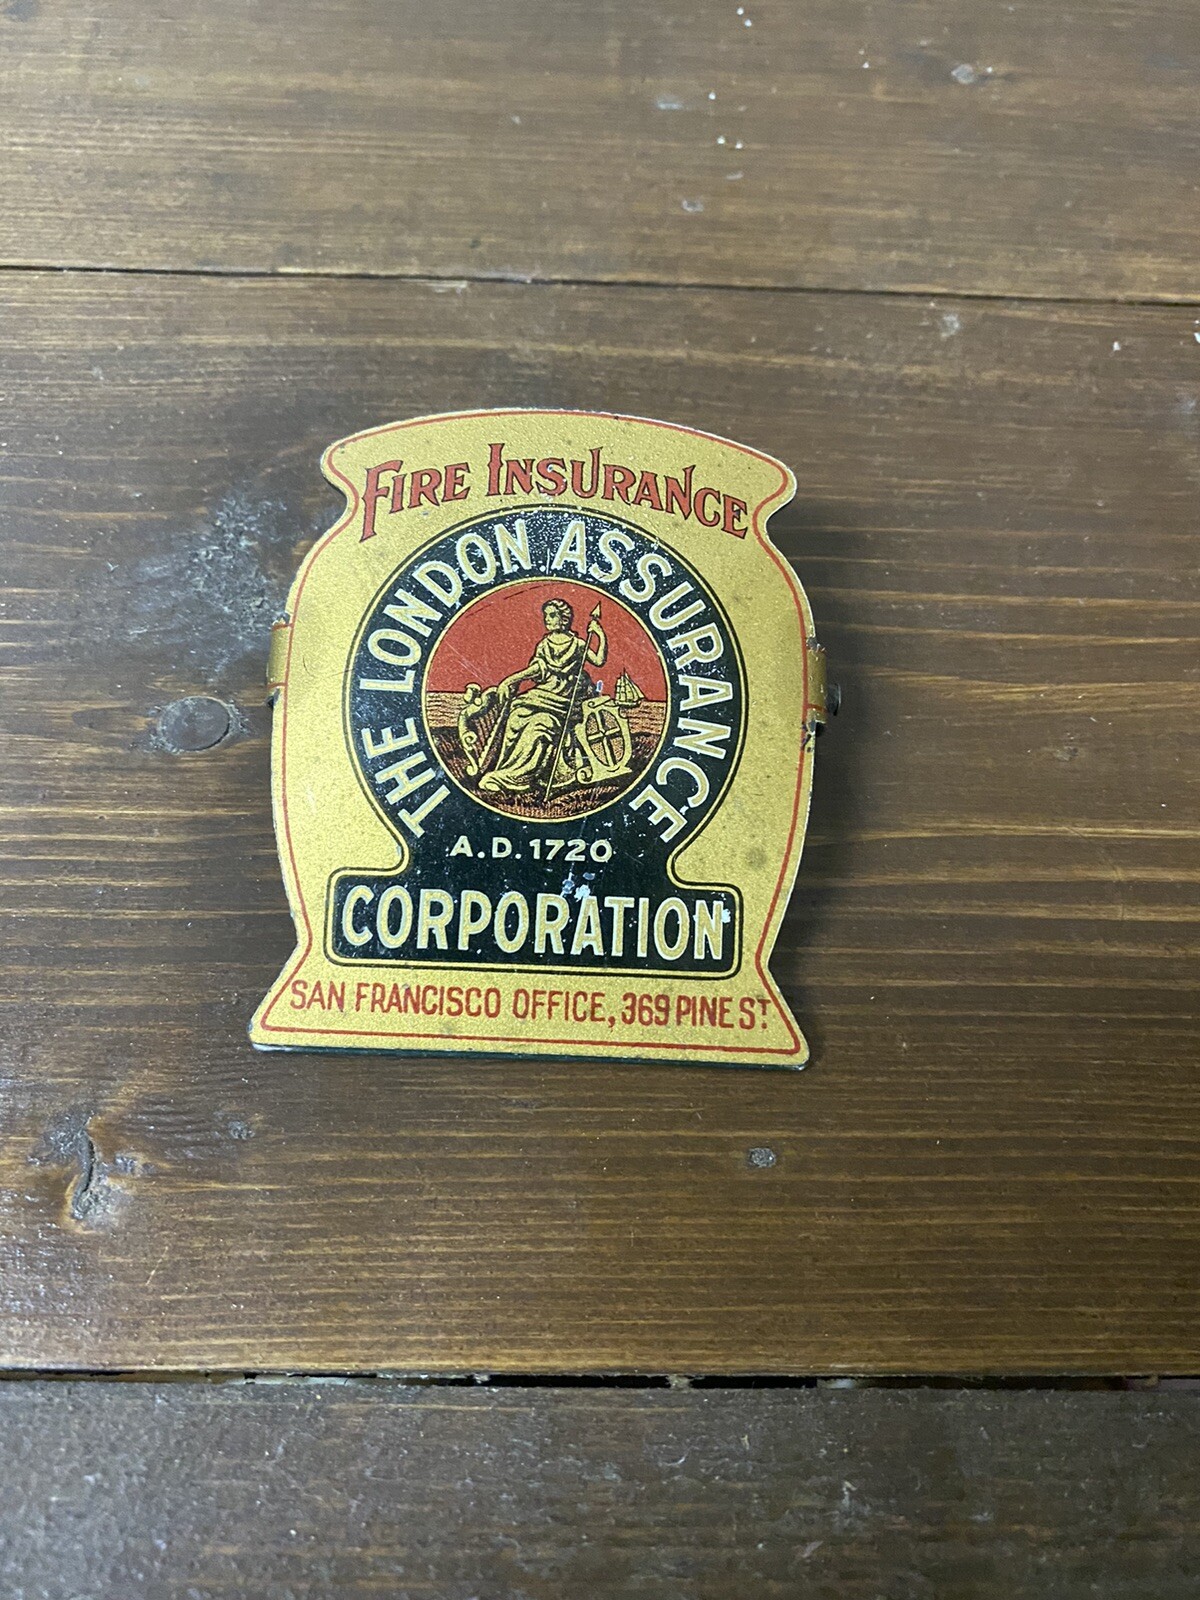 FIRE INSURANCE
THE LONDON ASSURANCE
A.D. 1720
CORPORATION
SAN FRANCISCO OFFICE, 369 PINE ST